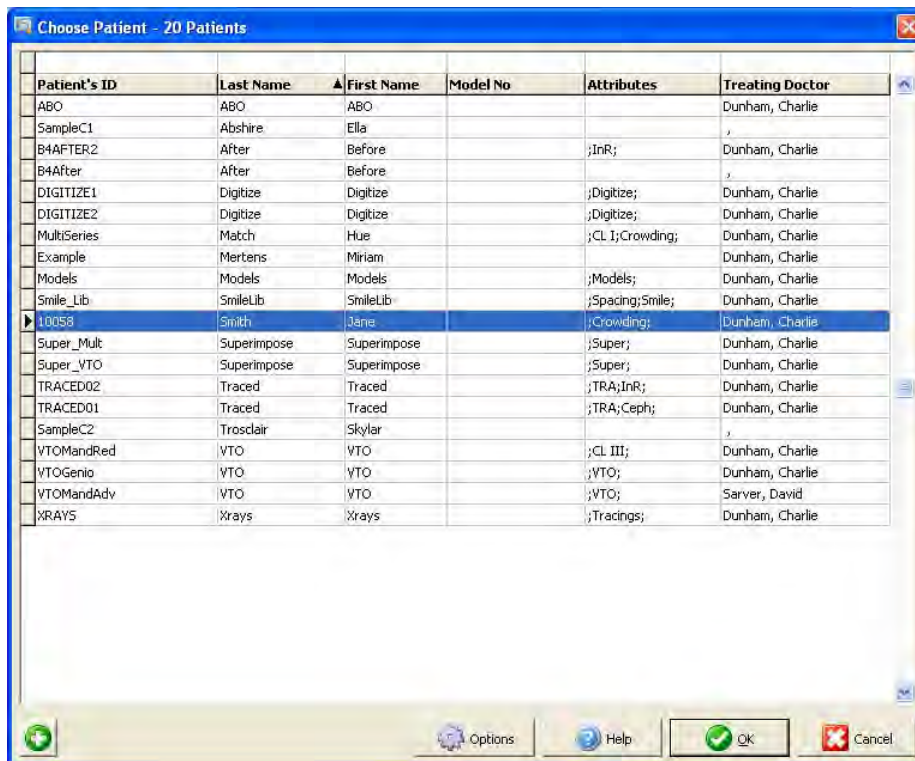 Choose Patient - 20 Patients
Patient's ID Last Name First Name Model No Attributes Treating Doctor
ABO ABO ABO Dunham, Charlie
SampleC1 Abshire Ella ,
B4AFTER2 After Before ;InR; Dunham, Charlie
B4After After Before ,
DIGITIZE1 Digitize Digitize ;Digitize; Dunham, Charlie
DIGITIZE2 Digitize Digitize ;Digitize; Dunham, Charlie
MultiSeries Match Hue ;CL I;Crowding; Dunham, Charlie
Example Mertens Miriam Dunham, Charlie
Models Models Models ;Models; Dunham, Charlie
Smile_Lib SmileLib SmileLib ;Spacing;Smile; Dunham, Charlie
10058 Smith Jane ;Crowding; Dunham, Charlie
Super_Mult Superimpose Superimpose ;Super; Dunham, Charlie
Super_VTO Superimpose Superimpose ;Super; Dunham, Charlie
TRACED02 Traced Traced ;TRA;InR; Dunham, Charlie
TRACED01 Traced Traced ;TRA;Ceph; Dunham, Charlie
SampleC2 Trosclair Skylar ,
VTOMandRed VTO VTO ;CL III; Dunham, Charlie
VTOGenio VTO VTO ;VTO; Dunham, Charlie
VTOMandAdv VTO VTO ;VTO; Sarver, David
XRAYS Xrays Xrays ;Tracings; Dunham, Charlie
Options Help OK Cancel